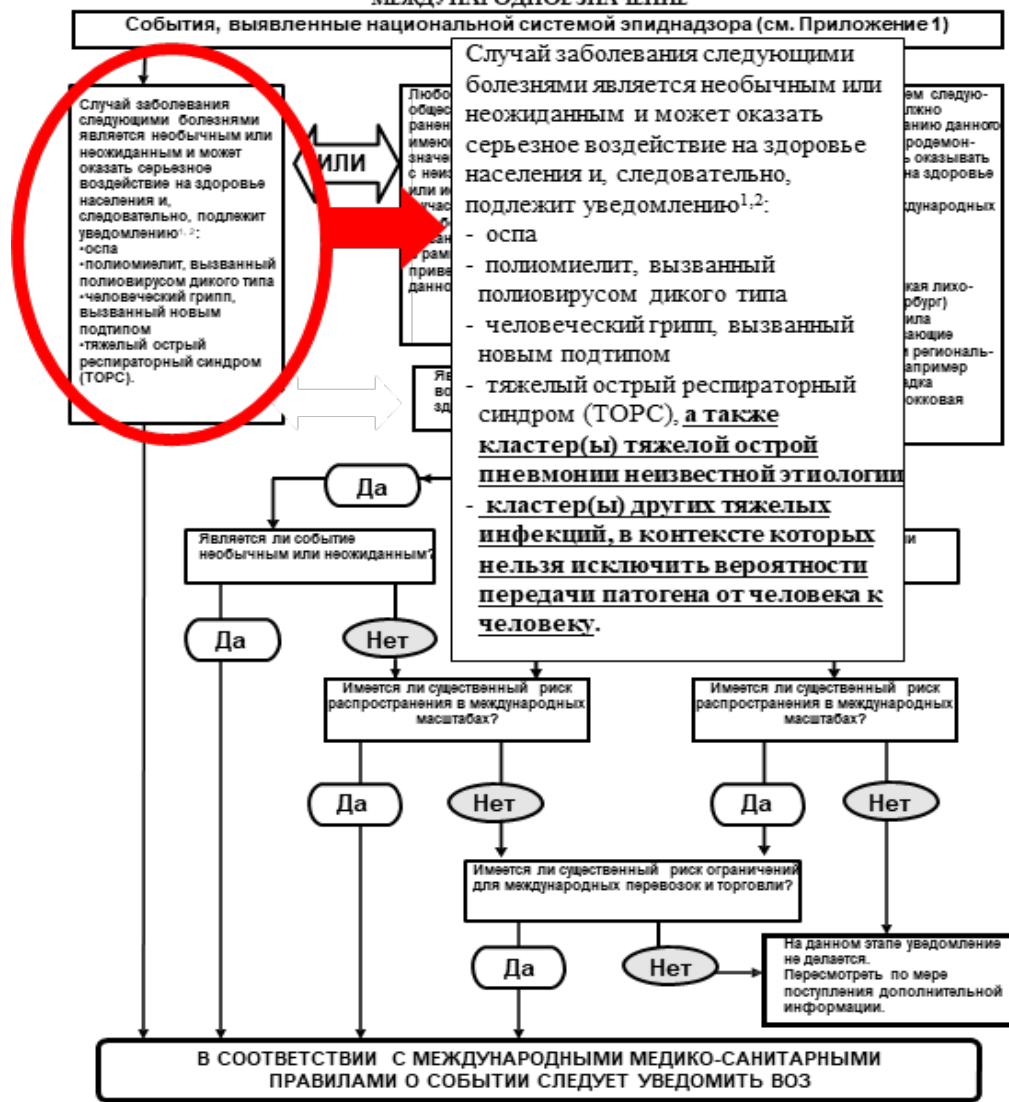 МЕЖДУНАРОДНОЕ ЗНАЧЕНИЕ
События, выявленные национальной системой эпиднадзора (см. Приложение 1)
Случай заболевания
следующими болезнями
является необычным или
неожиданным и может
оказать серьезное
воздействие на здоровье
населения и,
следовательно, подлежит
уведомлению1, 2:
•оспа
•полиомиелит, вызванный
полиовирусом дикого типа
•человеческий грипп,
вызванный новым
подтипом
•тяжелый острый
респираторный синдром
(ТОРС).
ИЛИ
Случай заболевания следующими
болезнями является необычным или
неожиданным и может оказать
серьезное воздействие на здоровье
населения и, следовательно,
подлежит уведомлению1,2:
- оспа
- полиомиелит, вызванный
полиовирусом дикого типа
- человеческий грипп, вызванный
новым подтипом
- тяжелый острый респираторный
синдром (ТОРС), а также
кластер(ы) тяжелой острой
пневмонии неизвестной этиологии
- кластер(ы) других тяжелых
инфекций, в контексте которых
нельзя исключить вероятности
передачи патогена от человека к
человеку.
на здоровье
Да
Является ли событие
необычным или неожиданным?
Да
Нет
Имеется ли существенный риск
распространения в международных
масштабах?
Имеется ли существенный риск
распространения в международных
масштабах?
Да
Нет
Да
Нет
Имеется ли существенный риск ограничений
для международных перевозок и торговли?
Да
Нет
На данном этапе уведомление
не делается.
Пересмотреть по мере
поступления дополнительной
информации.
В СООТВЕТСТВИИ С МЕЖДУНАРОДНЫМИ МЕДИКО-САНИТАРНЫМИ
ПРАВИЛАМИ О СОБЫТИИ СЛЕДУЕТ УВЕДОМИТЬ ВОЗ